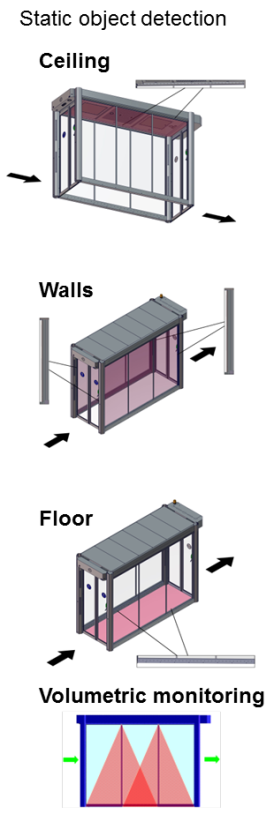 Static object detection
Ceiling
Walls
Floor
Volumetric monitoring